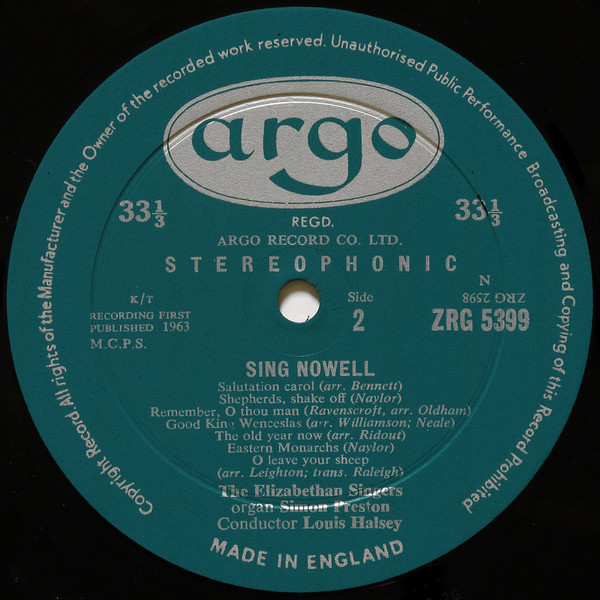 Copyright Record. All rights of the Manufacturer and the Owner of the recorded work reserved. Unauthorised Public Performance Broadcasting and Copying of this Record Prohibited
argo
33⅓
33⅓
REGD.
ARGO RECORD CO. LTD.
STEREOPHONIC
K/T
RECORDING FIRST
PUBLISHED 1963
M.C.P.S.
Side
2
N
ZRG 2598
ZRG 5399
SING NOWELL
Salutation carol (arr. Bennett)
Shepherds, shake off (Naylor)
Remember, O thou man (Ravenscroft, arr. Oldham)
Good King Wenceslas (arr. Williamson; Neale)
The old year now (arr. Ridout)
Eastern Monarchs (Naylor)
O leave your sheep
(arr. Leighton; trans. Raleigh)
The Elizabethan Singers
organ Simon Preston
Conductor Louis Halsey
MADE IN ENGLAND